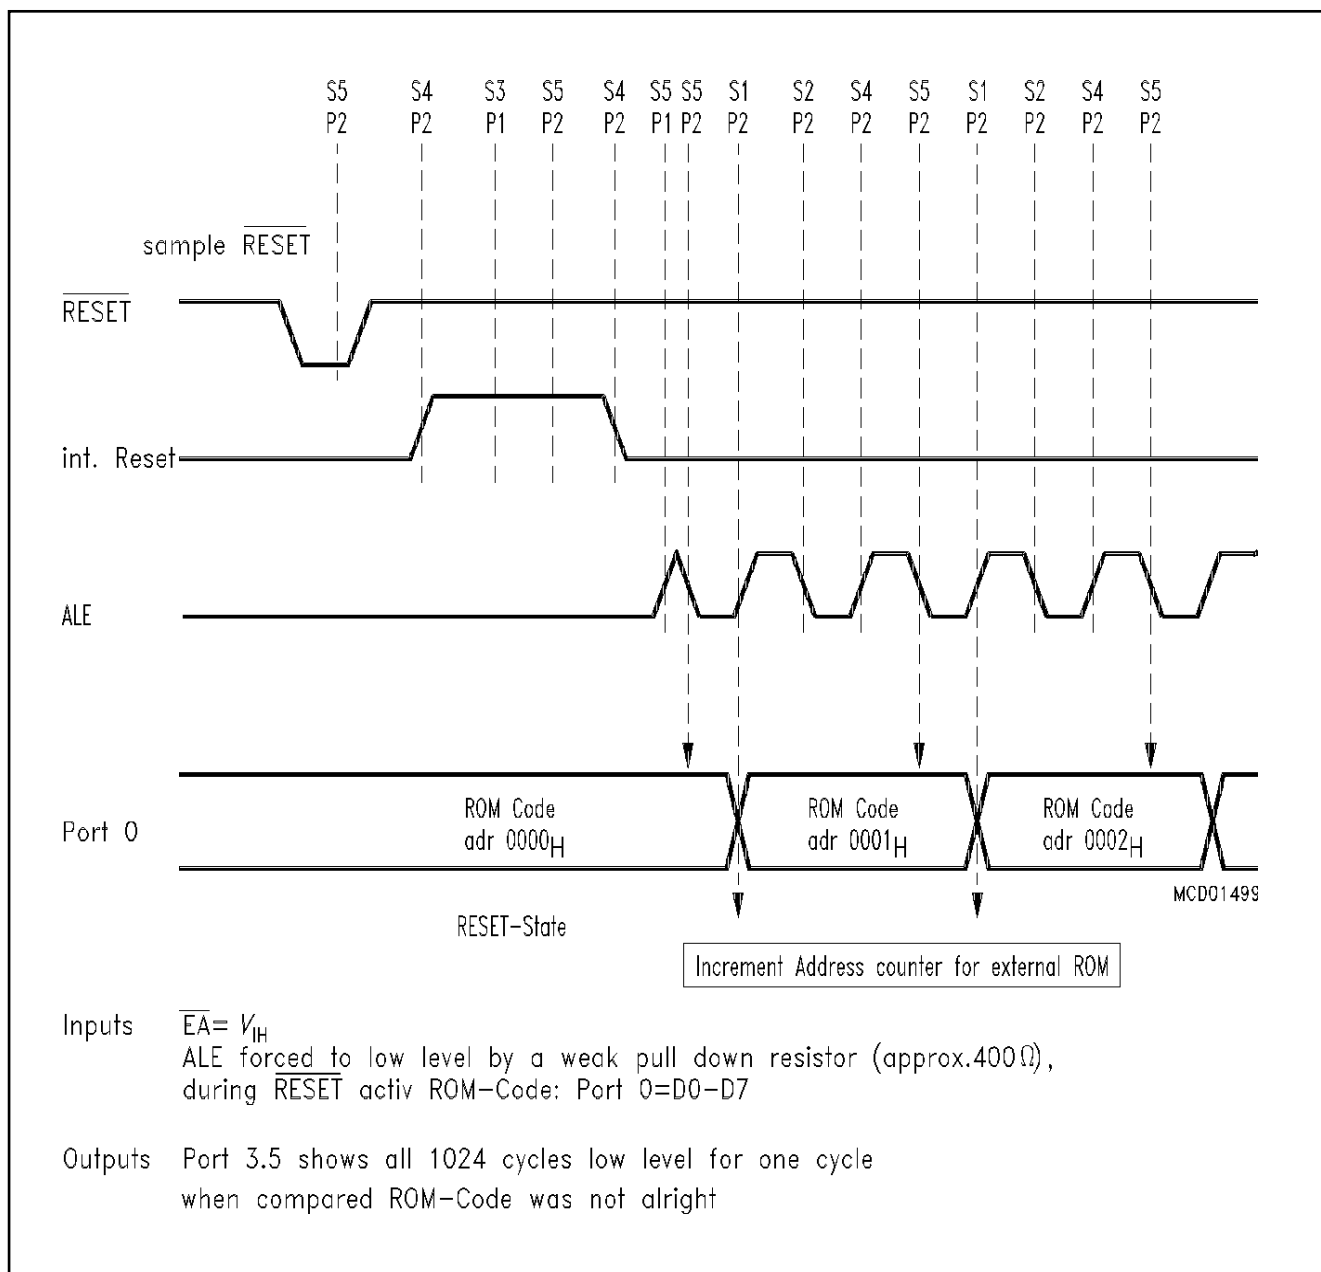 S5 S4 S3 S5 S4 S5 S5 S1 S2 S4 S5 S1 S2 S4 S5
P2 P2 P1 P2 P2 P1 P2 P2 P2 P2 P2 P2 P2 P2 P2
sample RESET
RESET
int. Reset
ALE
Port 0
ROM Code
adr 0000H
ROM Code
adr 0001H
ROM Code
adr 0002H
MCD01499
RESET-State
Increment Address counter for external ROM
Inputs EA= VIH
ALE forced to low level by a weak pull down resistor (approx.400Ω),
during RESET activ ROM-Code: Port 0=D0-D7
Outputs Port 3.5 shows all 1024 cycles low level for one cycle
when compared ROM-Code was not alright